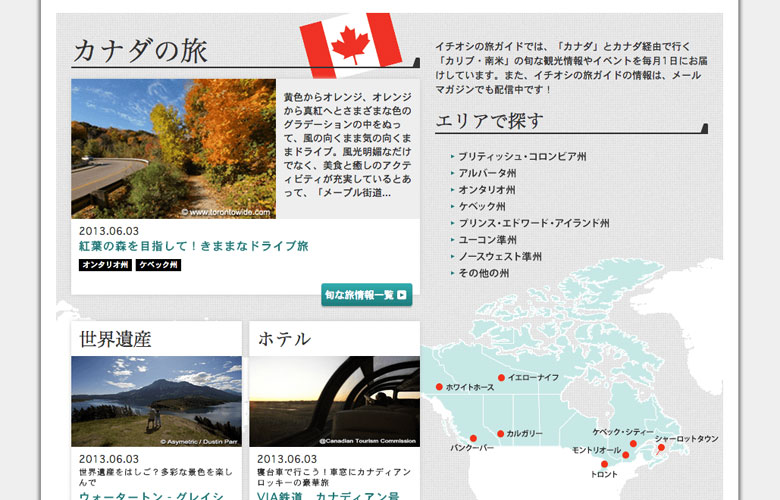 カナダの旅
黄色からオレンジ、オレンジ
から真紅へとさまざまな色の
グラデーションの中をぬっ
て、風の向くまま気の向くま
まドライブ。風光明媚なだけ
でなく、美食と癒しのアクテ
ィビティが充実しているとあ
って、「メープル街道...
© www.torontowide.com
2013.06.03
紅葉の森を目指して！きままなドライブ旅
オンタリオ州 ケベック州
旬な旅情報一覧
世界遺産
© Asymetric / Dustin Parr
2013.06.03
世界遺産をはしご？多彩な景色を楽し
んで
ウォータートン・グレイシ
ホテル
©Canadian Tourism Commission
2013.06.03
寝台車で行こう！車窓にカナディアン
ロッキーの豪華旅
VIA鉄道 カナディアン号
イチオシの旅ガイドでは、「カナダ」とカナダ経由で行く
「カリブ・南米」の旬な観光情報やイベントを毎月1日にお届
けしています。また、イチオシの旅ガイドの情報は、メール
マガジンでも配信中です！
エリアで探す
ブリティッシュ・コロンビア州
アルバータ州
オンタリオ州
ケベック州
プリンス・エドワード・アイランド州
ユーコン準州
ノースウェスト準州
その他の州
イエローナイフ
ホワイトホース
カルガリー
バンクーバー
ケベック・シティー
シャーロットタウン
モントリオール
トロント